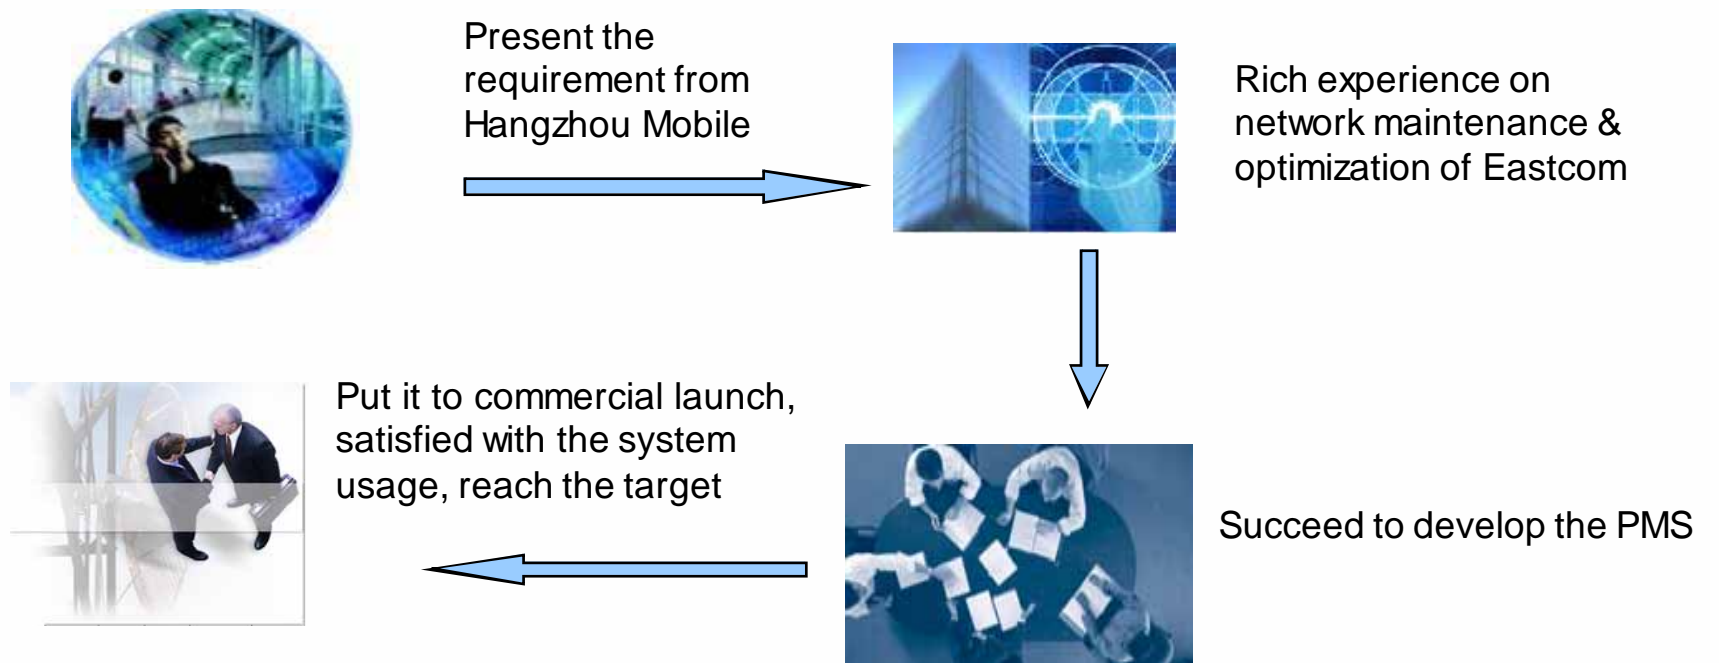 Present the
requirement from
Hangzhou Mobile
Rich experience on
network maintenance &
optimization of Eastcom
Succeed to develop the PMS
Put it to commercial launch,
satisfied with the system
usage, reach the target